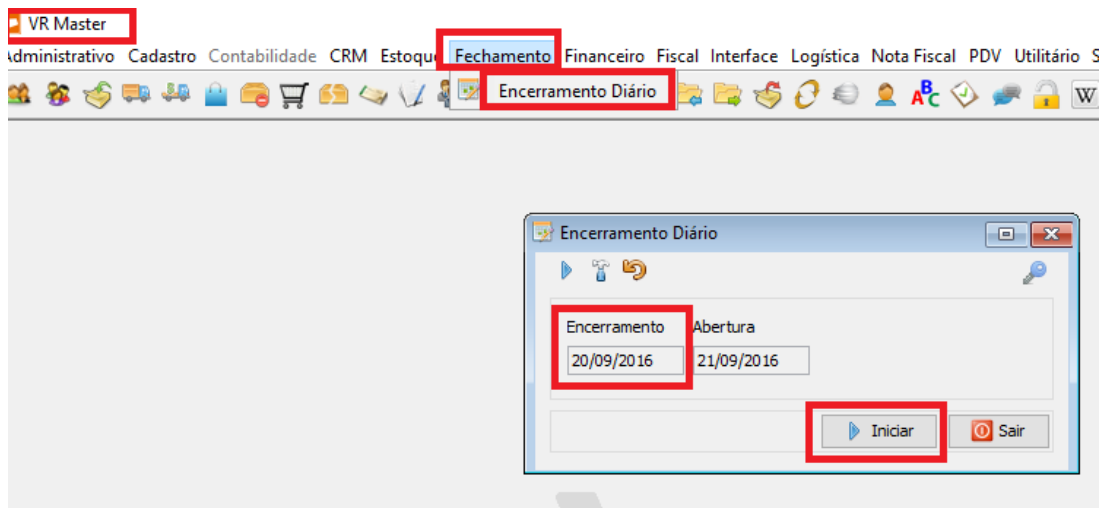 VR Master
Administrativo Cadastro Contabilidade CRM Estoque Fechamento Financeiro Fiscal Interface Logística Nota Fiscal PDV Utilitário S
Encerramento Diário
ABC
W
Encerramento Diário
Encerramento Abertura
20/09/2016 21/09/2016
Iniciar Sair